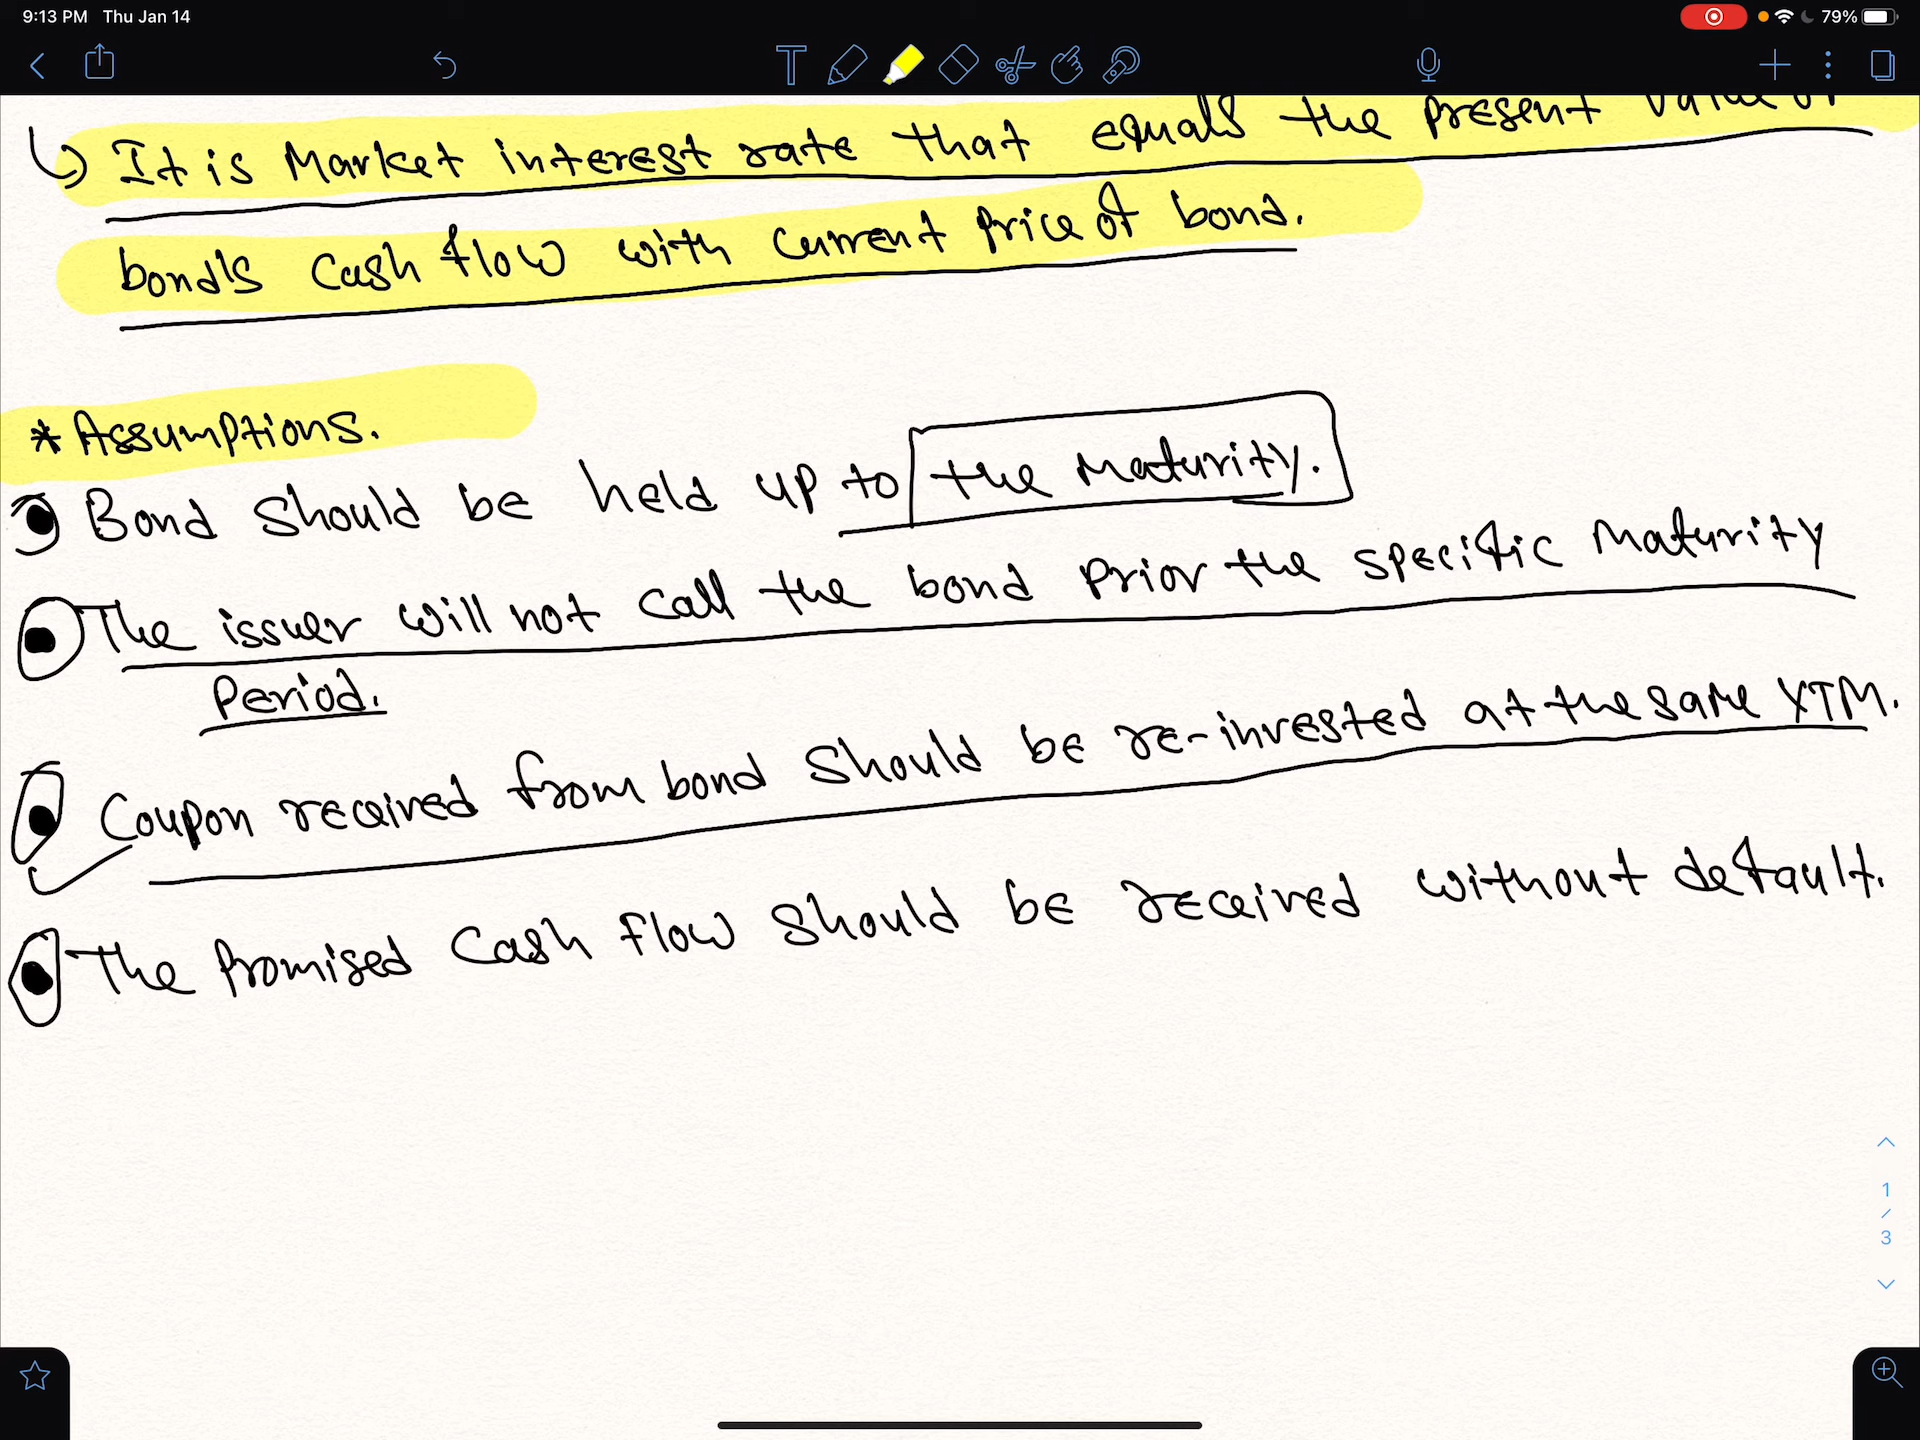 9:13 PM Thu Jan 14
79%
It is Market interest rate that equals the present value of
bond's cash flow with current price of bond.
* Assumptions.
Bond should be held up to the maturity.
The issuer will not call the bond prior the specific maturity
period.
Coupon received from bond should be re-invested at the same YTM.
The promised cash flow should be received without default.
1
/
3